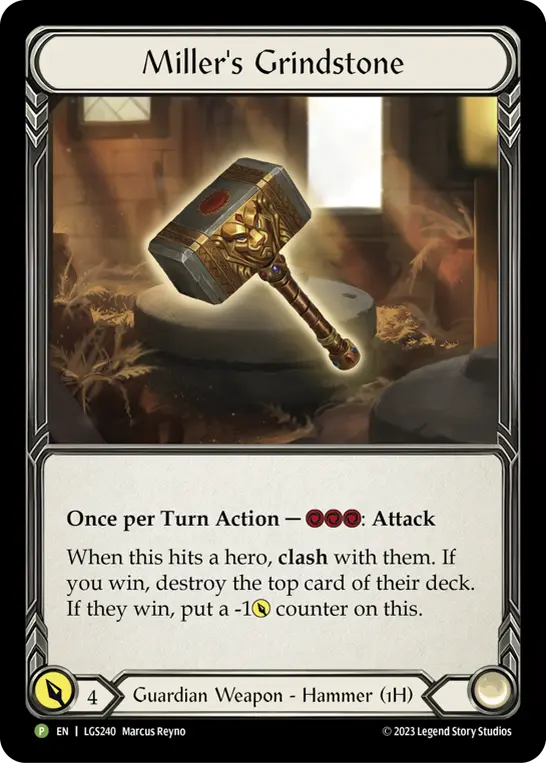 Miller's Grindstone
Once per Turn Action — : Attack
When this hits a hero, clash with them. If
you win, destroy the top card of their deck.
If they win, put a -1 counter on this.
4
Guardian Weapon - Hammer (1H)
P EN | LGS240 Marcus Reyno
© 2023 Legend Story Studios